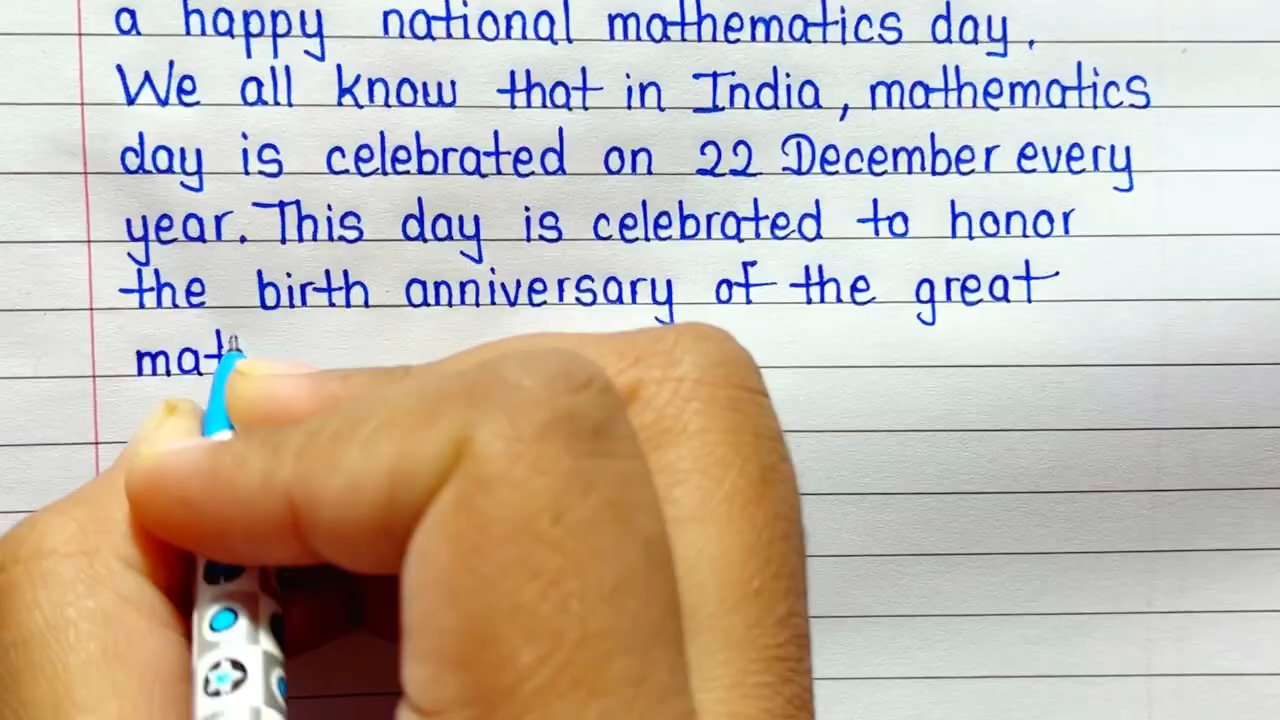 a happy national mathematics day.
We all know that in India, mathematics
day is celebrated on 22 December every
year. This day is celebrated to honor
the birth anniversary of the great
mat